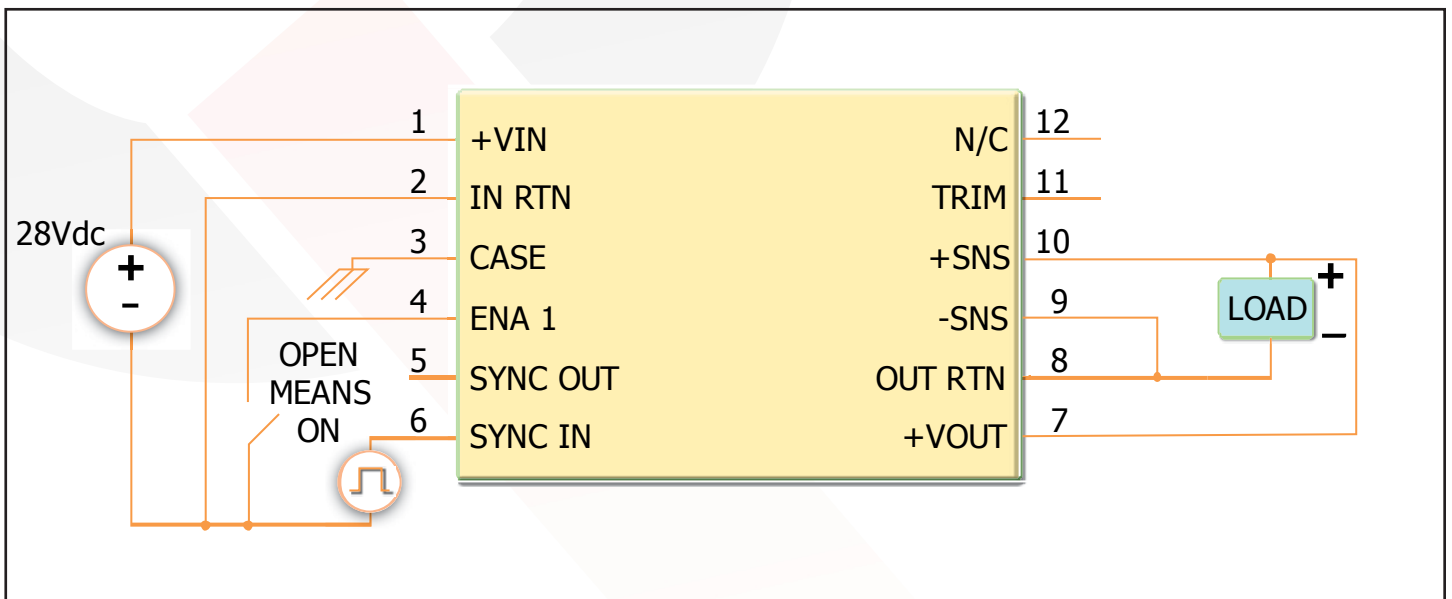 1
+VIN
2
IN RTN
3
CASE
4
ENA 1
5
SYNC OUT
6
SYNC IN
28Vdc
+
-
OPEN
MEANS
ON
12
N/C
11
TRIM
10
+SNS
9
-SNS
8
OUT RTN
7
+VOUT
LOAD
+
–